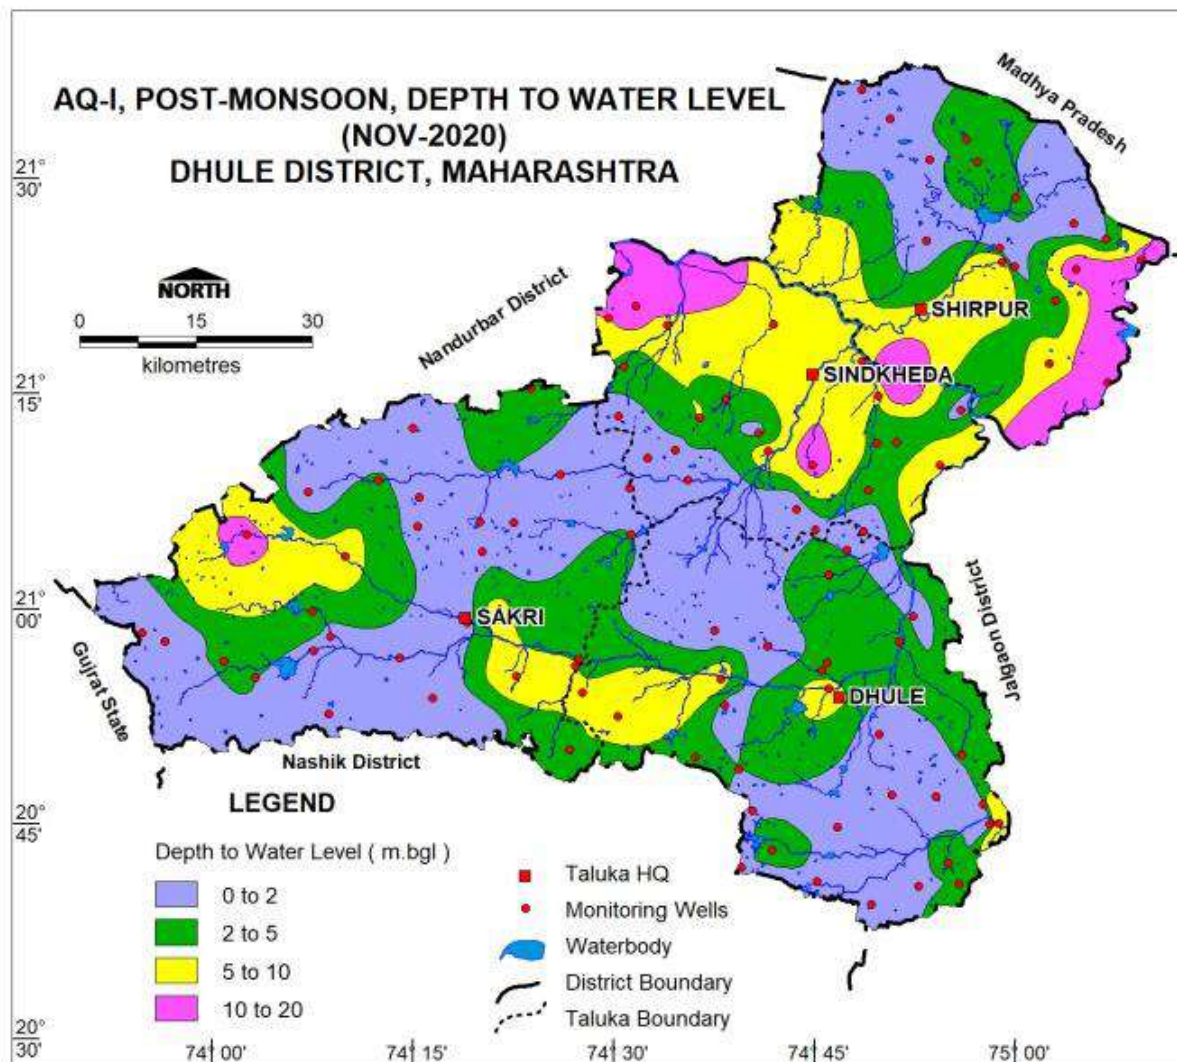 AQ-I, POST-MONSOON, DEPTH TO WATER LEVEL
(NOV-2020)
DHULE DISTRICT, MAHARASHTRA
Madhya Pradesh
21°
30'
NORTH
0 15 30
kilometres
Nandurbar District
SHIRPUR
SINDKHEDA
21°
15'
21°
00'
SAKRI
Jalgaon District
Gujrat State
DHULE
Nashik District
20°
45'
LEGEND
Depth to Water Level ( m.bgl )
0 to 2
2 to 5
5 to 10
10 to 20
Taluka HQ
Monitoring Wells
Waterbody
District Boundary
Taluka Boundary
20°
30'
74° 00' 74° 15' 74° 30' 74° 45' 75° 00'